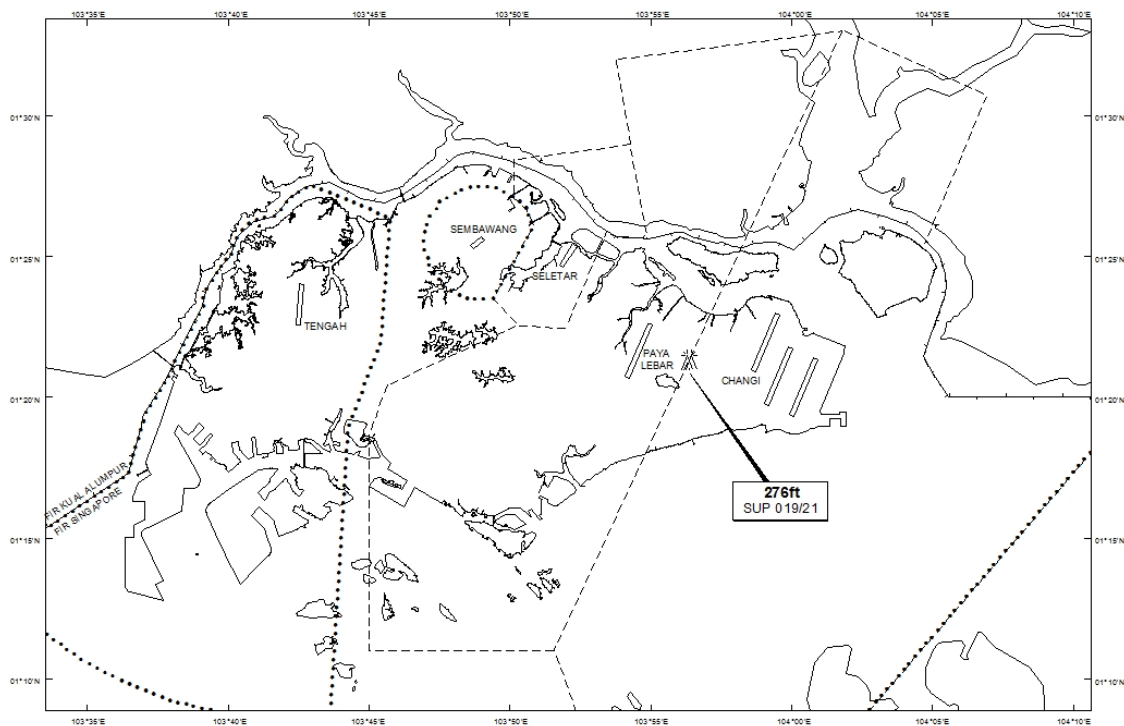 103°35'E 103°40'E 103°45'E 103°50'E 103°55'E 104°00'E 104°05'E 104°10'E
01°30'N 01°30'N
SEMBAWANG
01°25'N 01°25'N
SELETAR
TENGAH
PAYA
LEBAR
CHANGI
01°20'N 01°20'N
FIR KUALA LUMPUR
FIR SINGAPORE
276ft
SUP 019/21
01°15'N 01°15'N
01°10'N 01°10'N
103°35'E 103°40'E 103°45'E 103°50'E 103°55'E 104°00'E 104°05'E 104°10'E